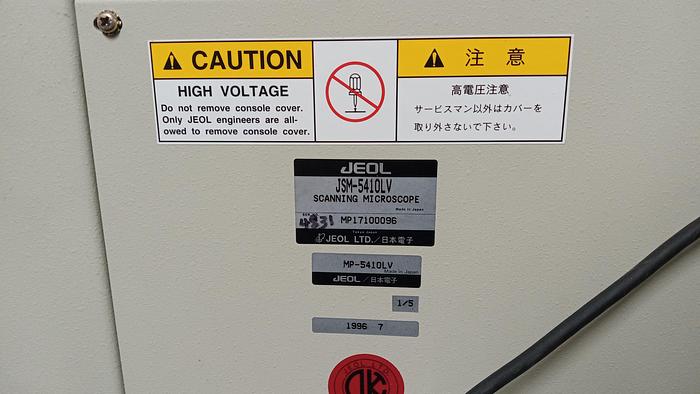 CAUTION
HIGH VOLTAGE
Do not remove console cover.
Only JEOL engineers are all-
owed to remove console cover.
注 意
高電圧注意
サービスマン以外はカバーを
取り外さないで下さい。
JEOL
JSM-5410LV
SCANNING MICROSCOPE
Made in Japan
MP17100096
Tokyo Japan
JEOL LTD./日本電子
MP-5410LV
Made in Japan
JEOL / 日本電子
1/5
1996 7
JEOL LTD.